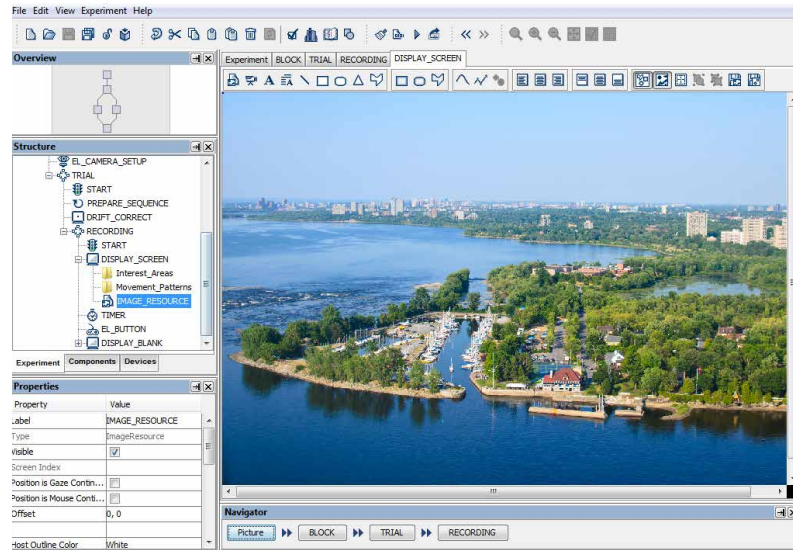 File Edit View Experiment Help
Overview
Experiment BLOCK TRIAL RECORDING DISPLAY_SCREEN
Structure
EL_CAMERA_SETUP
TRIAL
START
PREPARE_SEQUENCE
DRIFT_CORRECT
RECORDING
START
DISPLAY_SCREEN
Interest_Areas
Movement_Patterns
IMAGE_RESOURCE
TIMER
EL_BUTTON
DISPLAY_BLANK
Experiment Components Devices
Properties
Property Value
Label IMAGE_RESOURCE
Type ImageResource
Visible
Screen Index
Position is Gaze Contin...
Position is Mouse Conti...
Offset 0, 0
Host Outline Color White
Navigator
Picture BLOCK TRIAL RECORDING